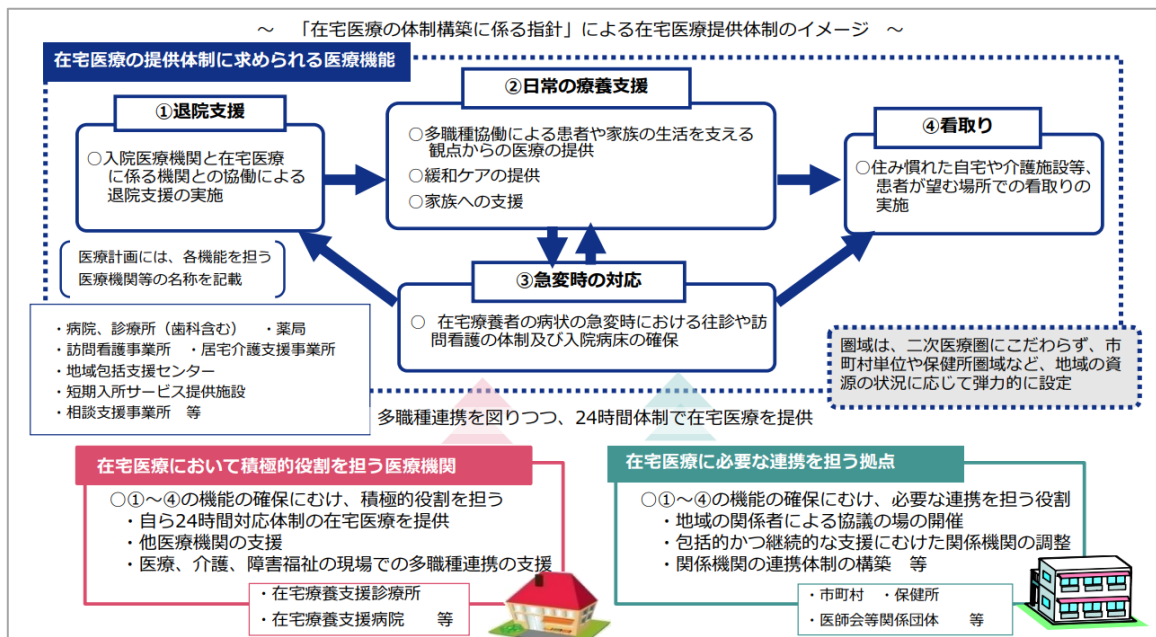 ～　「在宅医療の体制構築に係る指針」による在宅医療提供体制のイメージ　～
在宅医療の提供体制に求められる医療機能
①退院支援
○入院医療機関と在宅医療
に係る機関との協働による
退院支援の実施
②日常の療養支援
○多職種協働による患者や家族の生活を支える
観点からの医療の提供
○緩和ケアの提供
○家族への支援
④看取り
○住み慣れた自宅や介護施設等、
患者が望む場所での看取りの
実施
医療計画には、各機能を担う
医療機関等の名称を記載
③急変時の対応
○　在宅療養者の病状の急変時における往診や訪
問看護の体制及び入院病床の確保
・病院、診療所（歯科含む）　・薬局
・訪問看護事業所　・居宅介護支援事業所
・地域包括支援センター
・短期入所サービス提供施設
・相談支援事業所　等
圏域は、二次医療圏にこだわらず、市
町村単位や保健所圏域など、地域の資
源の状況に応じて弾力的に設定
多職種連携を図りつつ、24時間体制で在宅医療を提供
在宅医療において積極的役割を担う医療機関
○①～④の機能の確保にむけ、積極的役割を担う
・自ら24時間対応体制の在宅医療を提供
・他医療機関の支援
・医療、介護、障害福祉の現場での多職種連携の支援
・在宅療養支援診療所
・在宅療養支援病院　等
在宅医療に必要な連携を担う拠点
○①～④の機能の確保にむけ、必要な連携を担う役割
・地域の関係者による協議の場の開催
・包括的かつ継続的な支援にむけた関係機関の調整
・関係機関の連携体制の構築　等
・市町村　・保健所
・医師会等関係団体　等